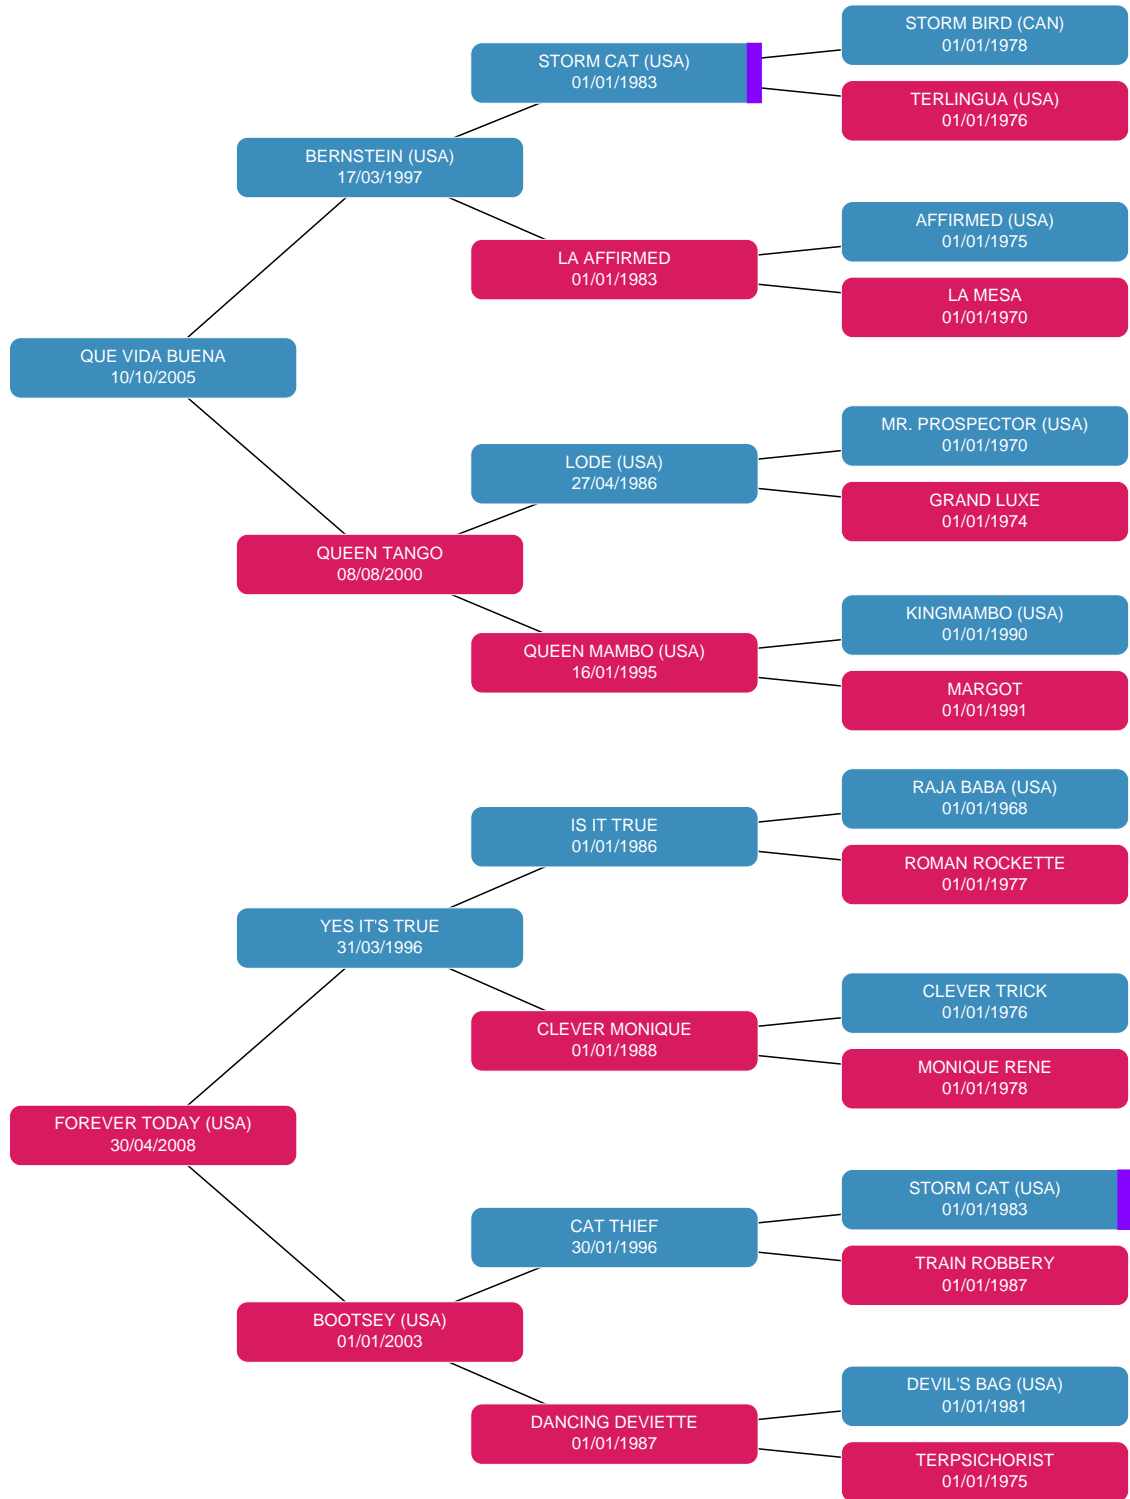 STORM BIRD (CAN)
01/01/1978
STORM CAT (USA)
01/01/1983
TERLINGUA (USA)
01/01/1976
BERNSTEIN (USA)
17/03/1997
AFFIRMED (USA)
01/01/1975
LA AFFIRMED
01/01/1983
LA MESA
01/01/1970
QUE VIDA BUENA
10/10/2005
MR. PROSPECTOR (USA)
01/01/1970
LODE (USA)
27/04/1986
GRAND LUXE
01/01/1974
QUEEN TANGO
08/08/2000
KINGMAMBO (USA)
01/01/1990
QUEEN MAMBO (USA)
16/01/1995
MARGOT
01/01/1991
RAJA BABA (USA)
01/01/1968
IS IT TRUE
01/01/1986
ROMAN ROCKETTE
01/01/1977
YES IT'S TRUE
31/03/1996
CLEVER TRICK
01/01/1976
CLEVER MONIQUE
01/01/1988
MONIQUE RENE
01/01/1978
FOREVER TODAY (USA)
30/04/2008
STORM CAT (USA)
01/01/1983
CAT THIEF
30/01/1996
TRAIN ROBBERY
01/01/1987
BOOTSEY (USA)
01/01/2003
DEVIL'S BAG (USA)
01/01/1981
DANCING DEVIETTE
01/01/1987
TERPSICHORIST
01/01/1975